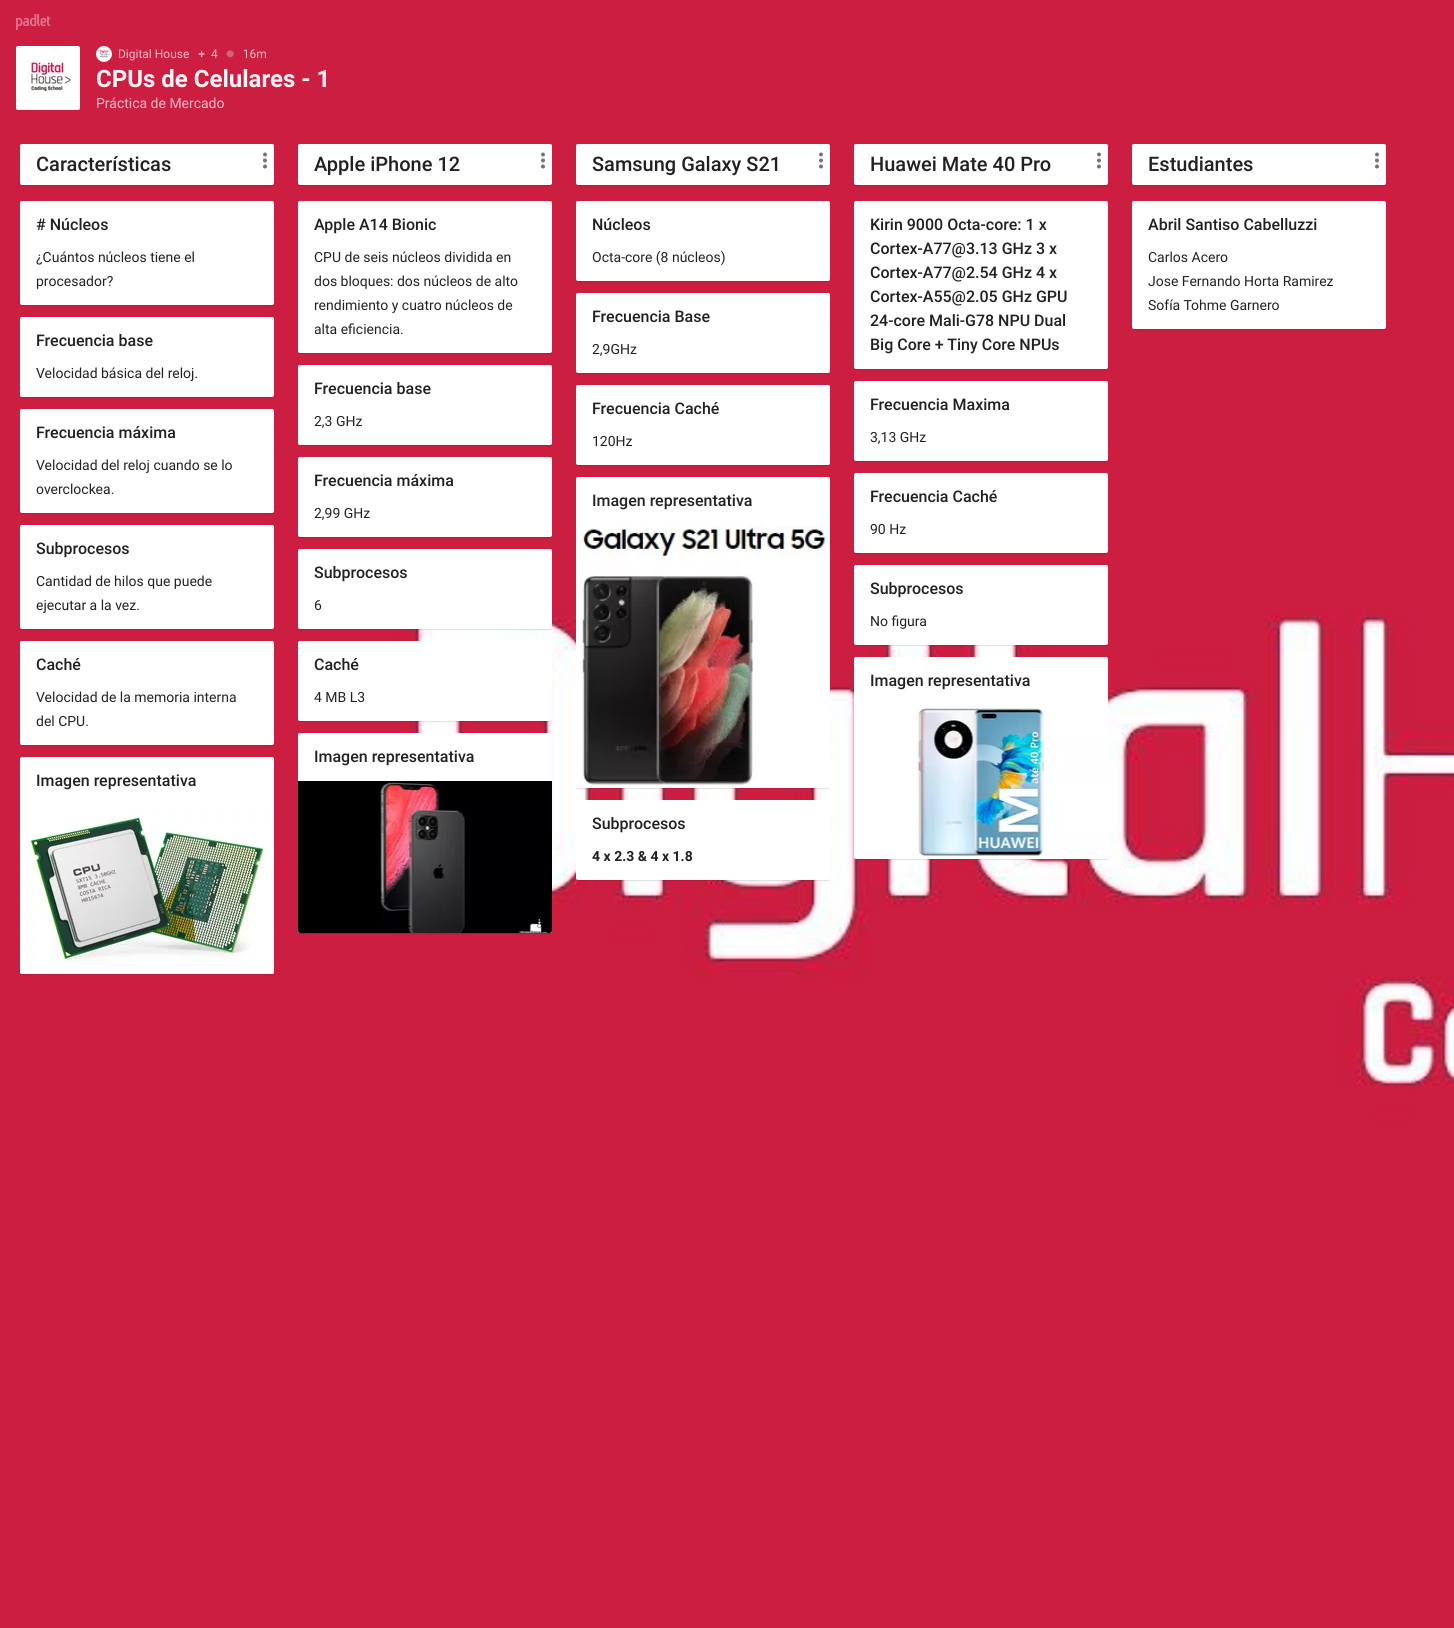 padlet
Digital
House>
Coding School
Digital House + 4 16m
CPUs de Celulares - 1
Práctica de Mercado
Características
# Núcleos
¿Cuántos núcleos tiene el
procesador?
Frecuencia base
Velocidad básica del reloj.
Frecuencia máxima
Velocidad del reloj cuando se lo
overclockea.
Subprocesos
Cantidad de hilos que puede
ejecutar a la vez.
Caché
Velocidad de la memoria interna
del CPU.
Imagen representativa
CPU
8MB CACHE
COSTA RICA
Apple iPhone 12
Apple A14 Bionic
CPU de seis núcleos dividida en
dos bloques: dos núcleos de alto
rendimiento y cuatro núcleos de
alta eficiencia.
Frecuencia base
2,3 GHz
Frecuencia máxima
2,99 GHz
Subprocesos
6
Caché
4 MB L3
Imagen representativa
Samsung Galaxy S21
Núcleos
Octa-core (8 núcleos)
Frecuencia Base
2,9GHz
Frecuencia Caché
120Hz
Imagen representativa
Galaxy S21 Ultra 5G
Subprocesos
4 x 2.3 & 4 x 1.8
Huawei Mate 40 Pro
Kirin 9000 Octa-core: 1 x
Cortex-A77@3.13 GHz 3 x
Cortex-A77@2.54 GHz 4 x
Cortex-A55@2.05 GHz GPU
24-core Mali-G78 NPU Dual
Big Core + Tiny Core NPUs
Frecuencia Maxima
3,13 GHz
Frecuencia Caché
90 Hz
Subprocesos
No figura
Imagen representativa
Mate 40 Pro
HUAWEI
Estudiantes
Abril Santiso Cabelluzzi
Carlos Acero
Jose Fernando Horta Ramirez
Sofía Tohme Garnero